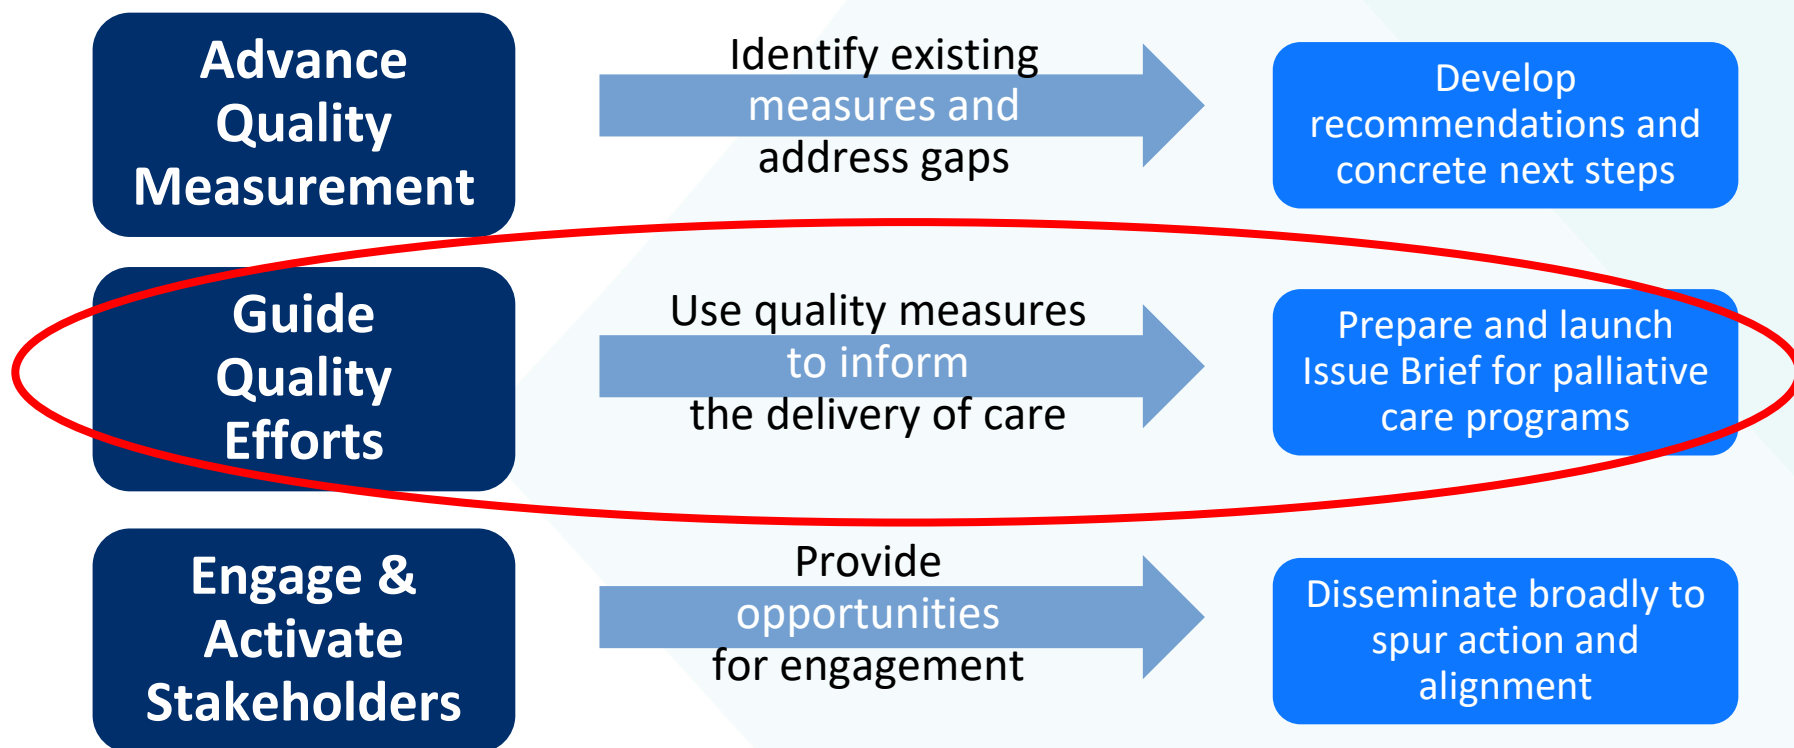 Advance
Quality
Measurement
Identify existing
measures and
address gaps
Develop
recommendations and
concrete next steps
Guide
Quality
Efforts
Use quality measures
to inform
the delivery of care
Prepare and launch
Issue Brief for palliative
care programs
Engage &
Activate
Stakeholders
Provide
opportunities
for engagement
Disseminate broadly to
spur action and
alignment